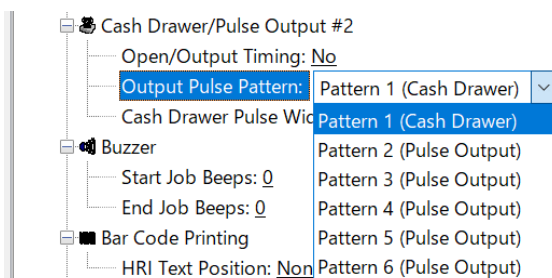 Cash Drawer/Pulse Output #2
Open/Output Timing: No
Output Pulse Pattern: Pattern 1 (Cash Drawer)
Cash Drawer Pulse Pattern 1 (Cash Drawer)
Buzzer Pattern 2 (Pulse Output)
Start Job Beeps: 0 Pattern 3 (Pulse Output)
End Job Beeps: 0 Pattern 4 (Pulse Output)
Bar Code Printing Pattern 5 (Pulse Output)
HRI Text Position: Non Pattern 6 (Pulse Output)